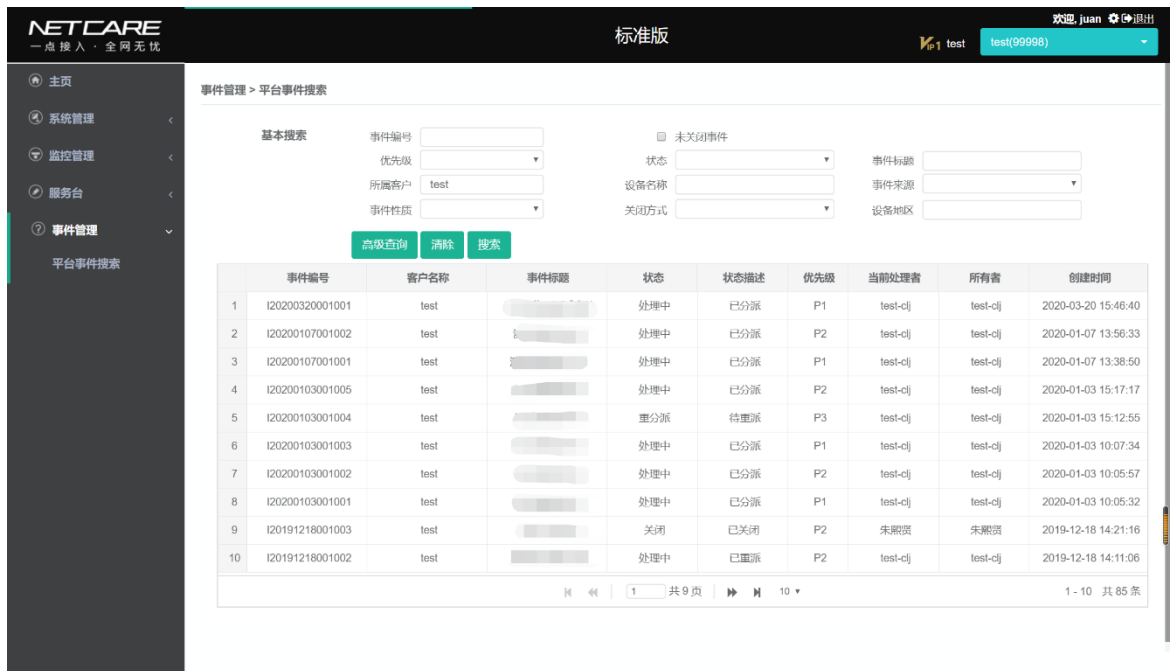 NETCARE
一点接入 · 全网无忧
标准版
欢迎, juan 退出
VIP1 test test(99998)
主页
系统管理
监控管理
服务台
事件管理
平台事件搜索
事件管理 > 平台事件搜索
基本搜索 事件编号 未关闭事件
优先级 状态 事件标题
所属客户 test 设备名称 事件来源
事件性质 关闭方式 设备地区
高级查询 清除 搜索
事件编号 客户名称 事件标题 状态 状态描述 优先级 当前处理者 所有者 创建时间
1 I20200320001001 test 处理中 已分派 P1 test-clj test-clj 2020-03-20 15:46:40
2 I20200107001002 test 处理中 已分派 P2 test-clj test-clj 2020-01-07 13:56:33
3 I20200107001001 test 处理中 已分派 P1 test-clj test-clj 2020-01-07 13:38:50
4 I20200103001005 test 处理中 已分派 P2 test-clj test-clj 2020-01-03 15:17:17
5 I20200103001004 test 重分派 待重派 P3 test-clj test-clj 2020-01-03 15:12:55
6 I20200103001003 test 处理中 已分派 P1 test-clj test-clj 2020-01-03 10:07:34
7 I20200103001002 test 处理中 已分派 P2 test-clj test-clj 2020-01-03 10:05:57
8 I20200103001001 test 处理中 已分派 P1 test-clj test-clj 2020-01-03 10:05:32
9 I20191218001003 test 关闭 已关闭 P2 朱熙贤 朱熙贤 2019-12-18 14:21:16
10 I20191218001002 test 处理中 已重派 P2 test-clj test-clj 2019-12-18 14:11:06
1 共 9 页 10 1 - 10 共 85 条